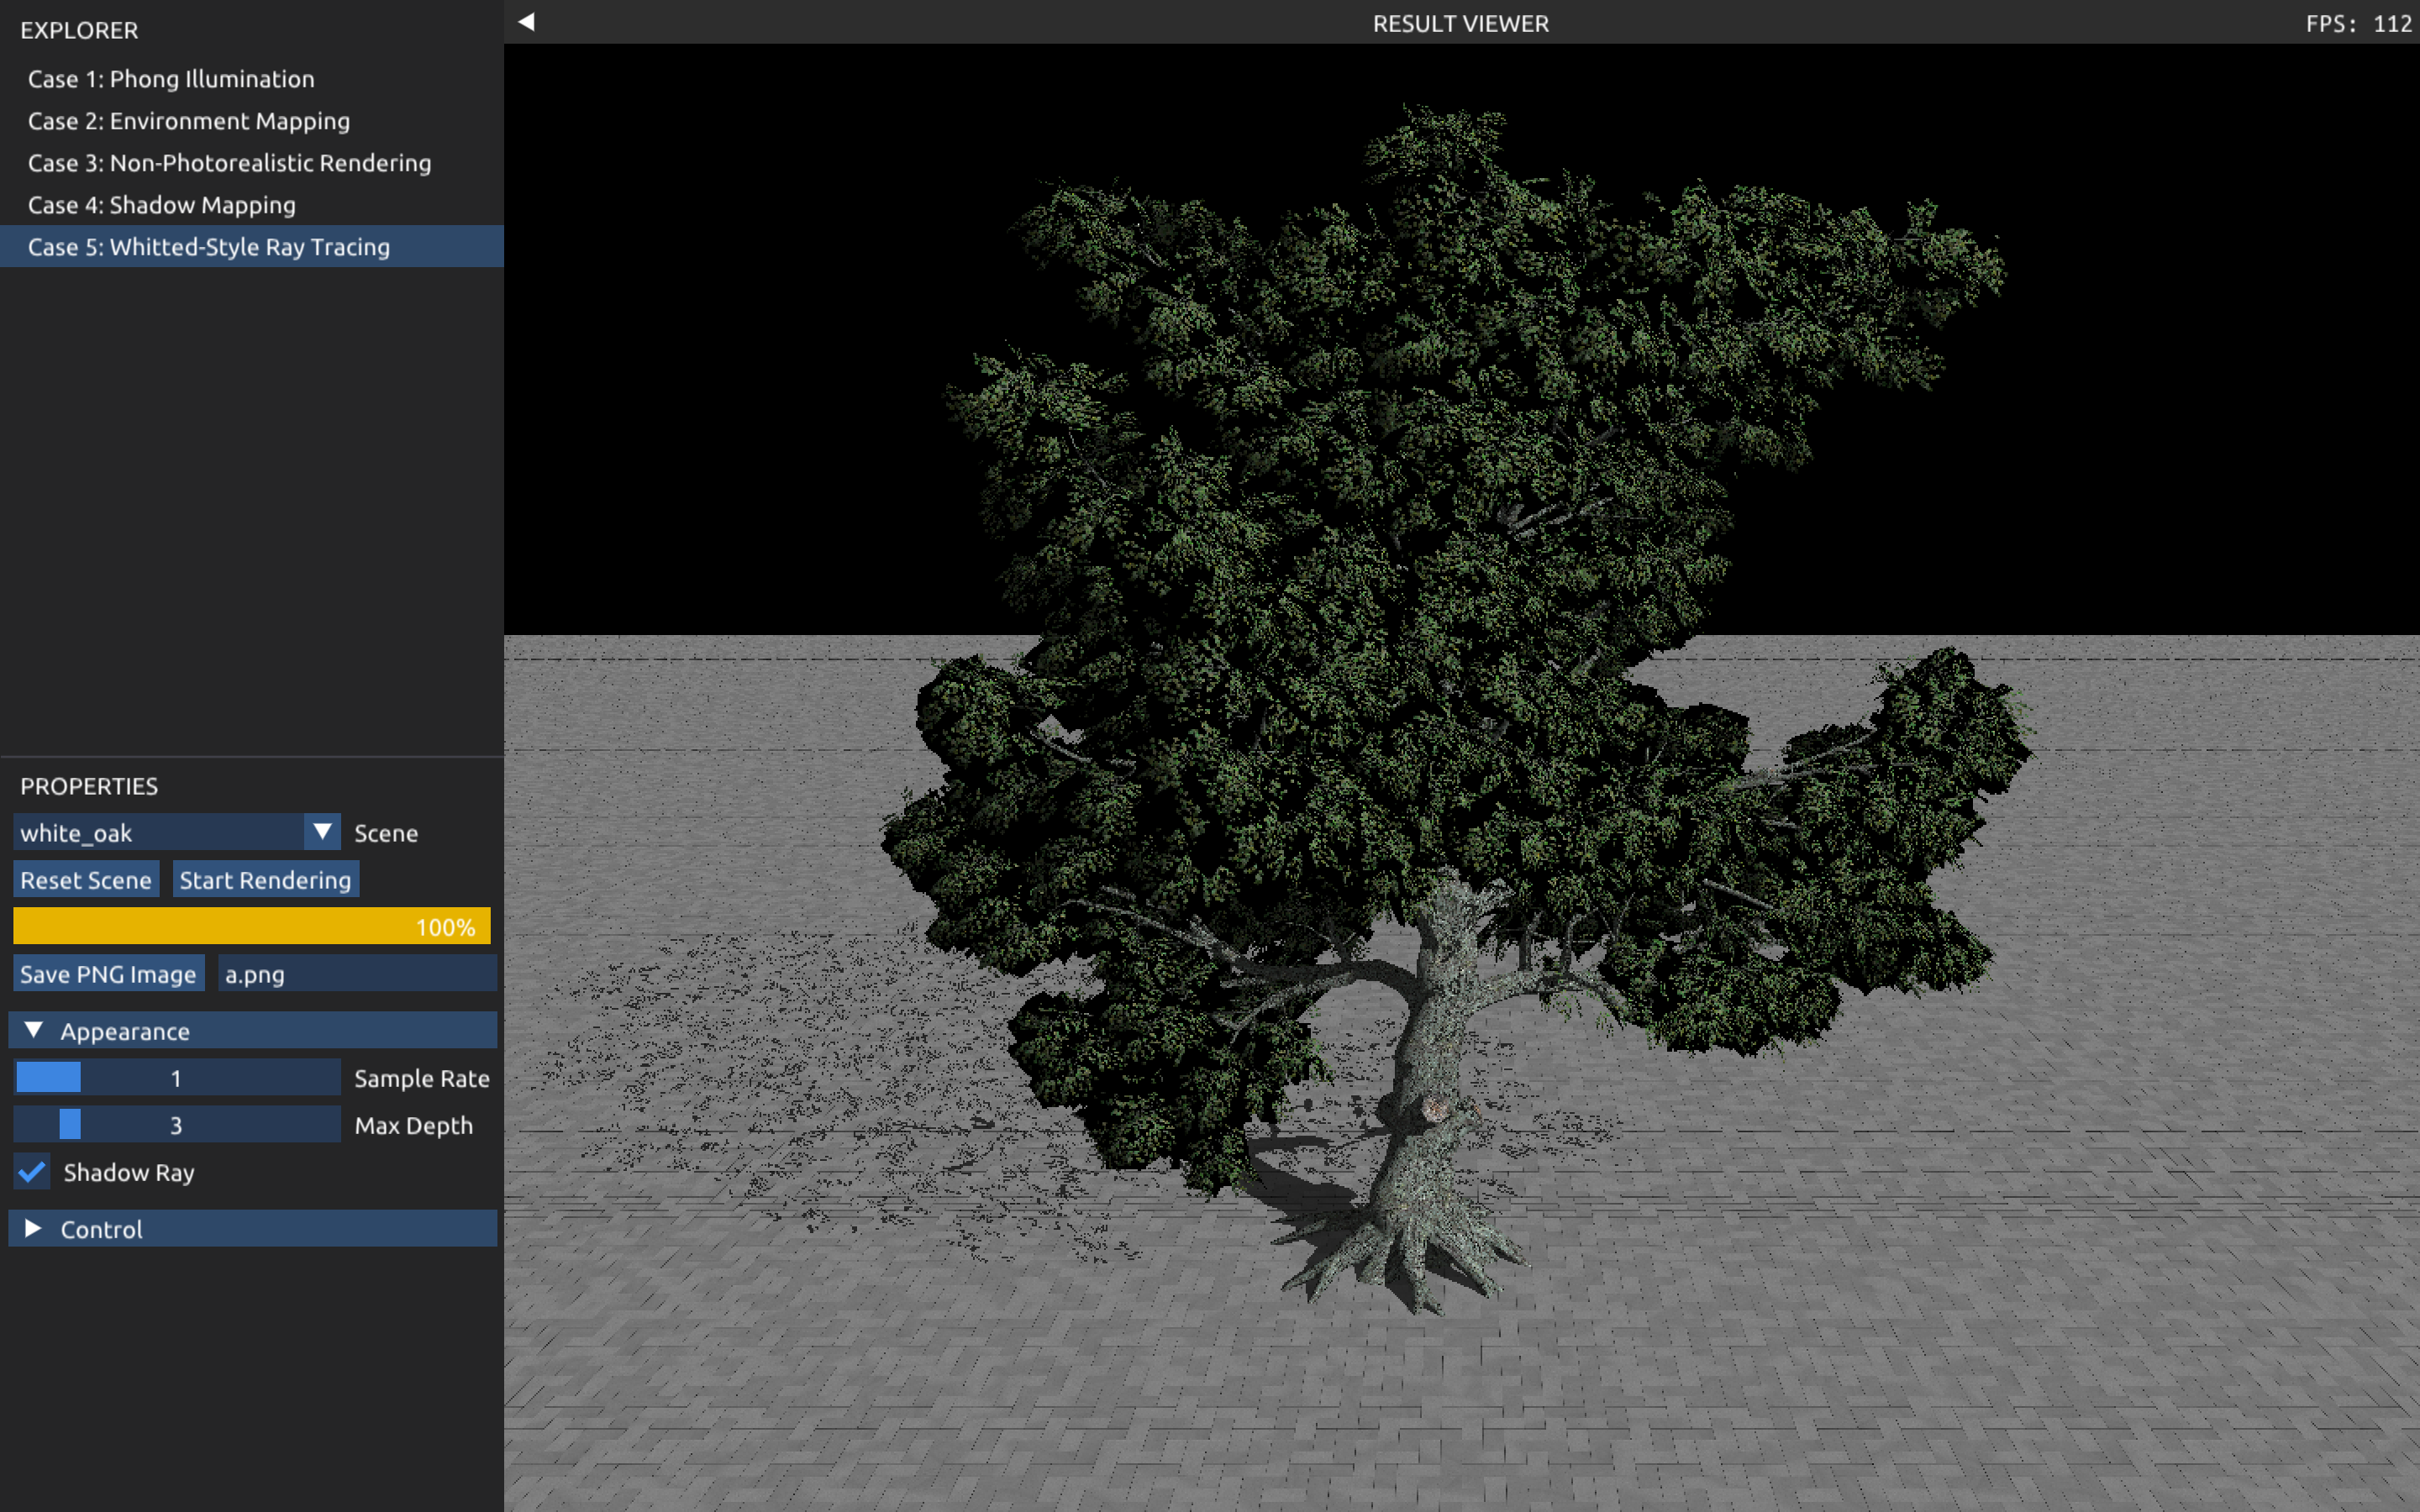 EXPLORER
Case 1: Phong Illumination
Case 2: Environment Mapping
Case 3: Non-Photorealistic Rendering
Case 4: Shadow Mapping
Case 5: Whitted-Style Ray Tracing
PROPERTIES
white_oak Scene
Reset Scene Start Rendering
100%
Save PNG Image a.png
Appearance
1 Sample Rate
3 Max Depth
Shadow Ray
Control
RESULT VIEWER FPS: 112